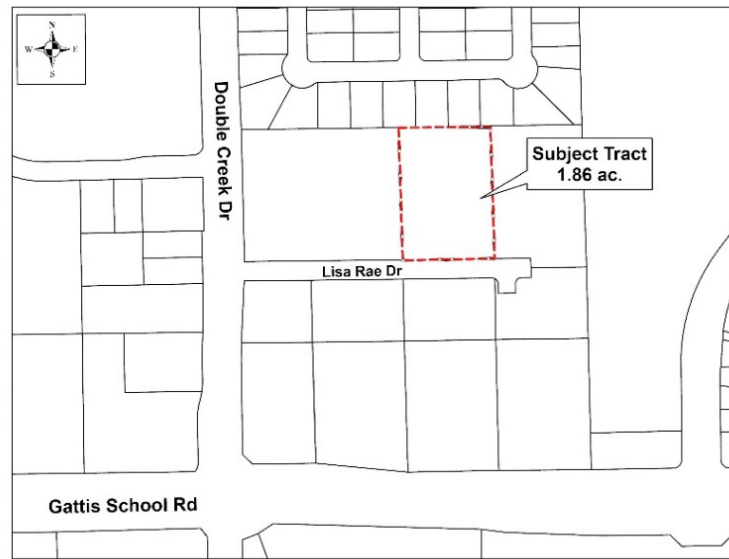 N
W E
S
Double Creek Dr
Subject Tract
1.86 ac.
Lisa Rae Dr
Gattis School Rd